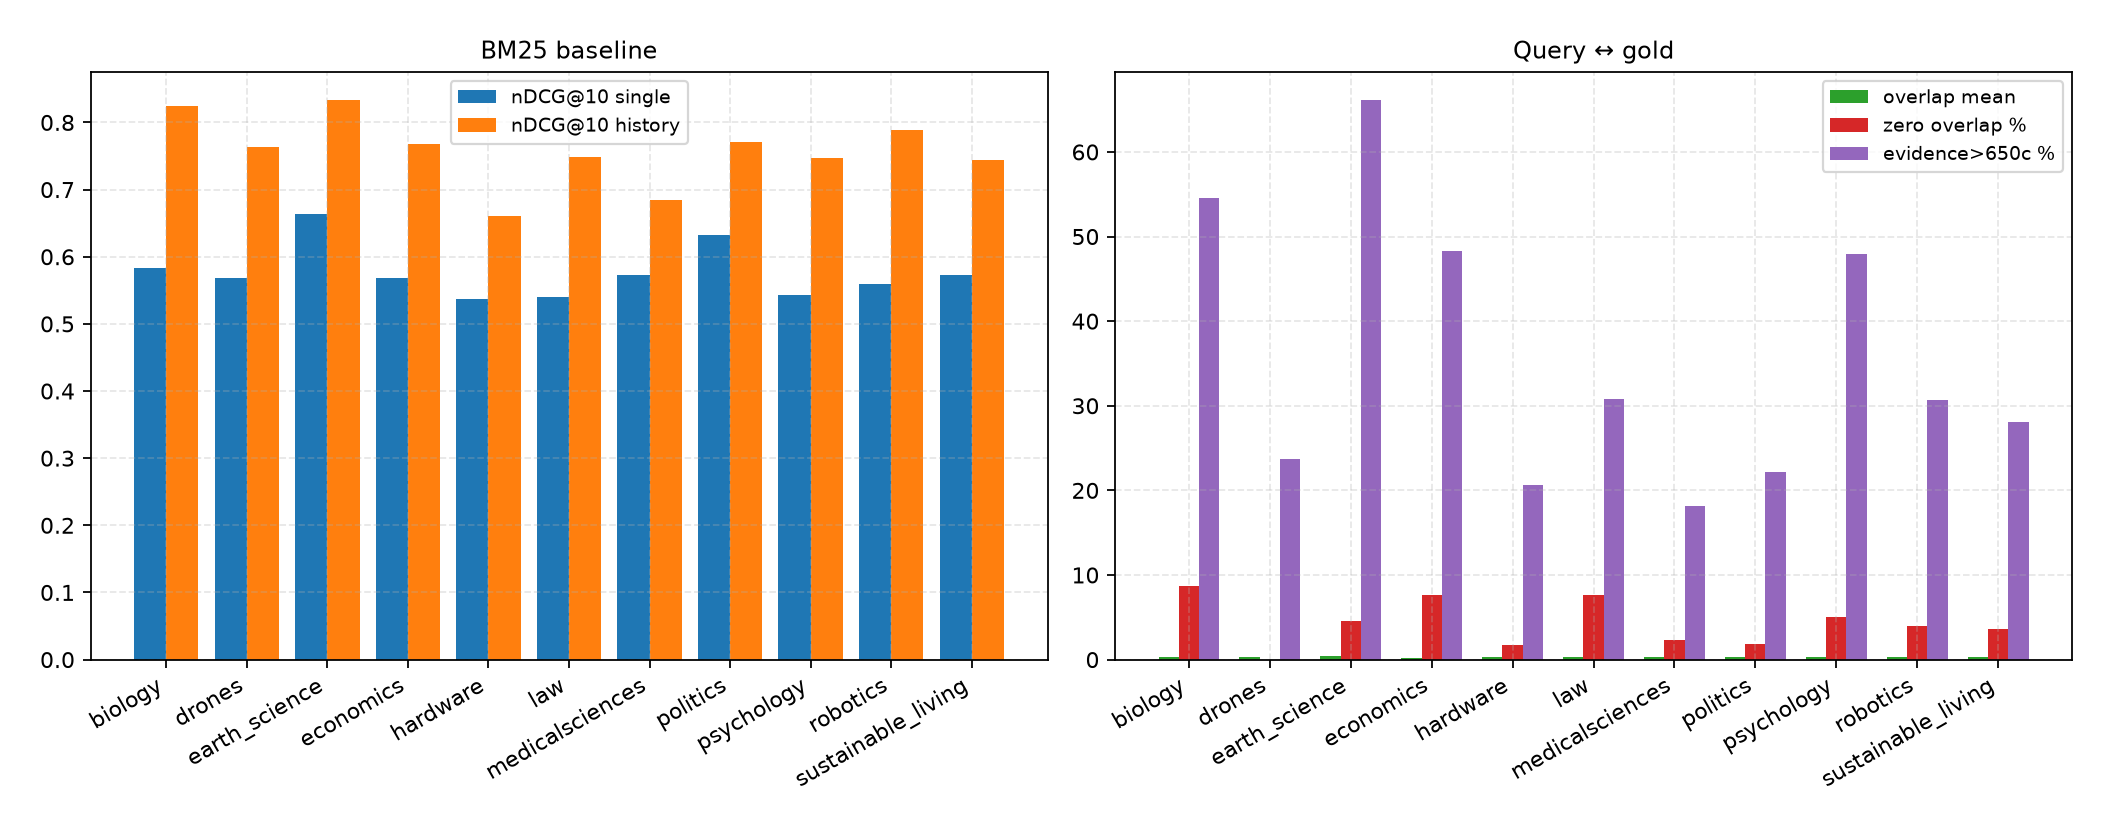 BM25 baseline
nDCG@10 single
nDCG@10 history
0.8
0.7
0.6
0.5
0.4
0.3
0.2
0.1
0.0
biology
drones
earth_science
economics
hardware
law
medicalsciences
politics
psychology
robotics
sustainable_living
Query ↔ gold
overlap mean
zero overlap %
evidence>650c %
60
50
40
30
20
10
0
biology
drones
earth_science
economics
hardware
law
medicalsciences
politics
psychology
robotics
sustainable_living